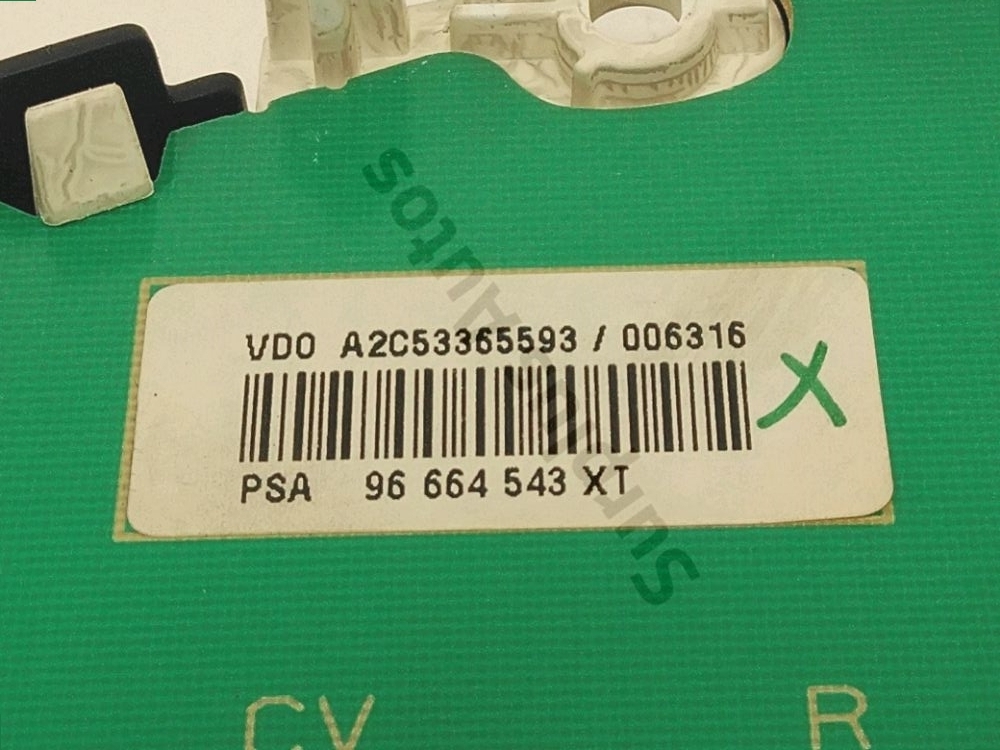 VDO A2C53365593 / 006316
X
PSA 96 664 543 XT
CV R